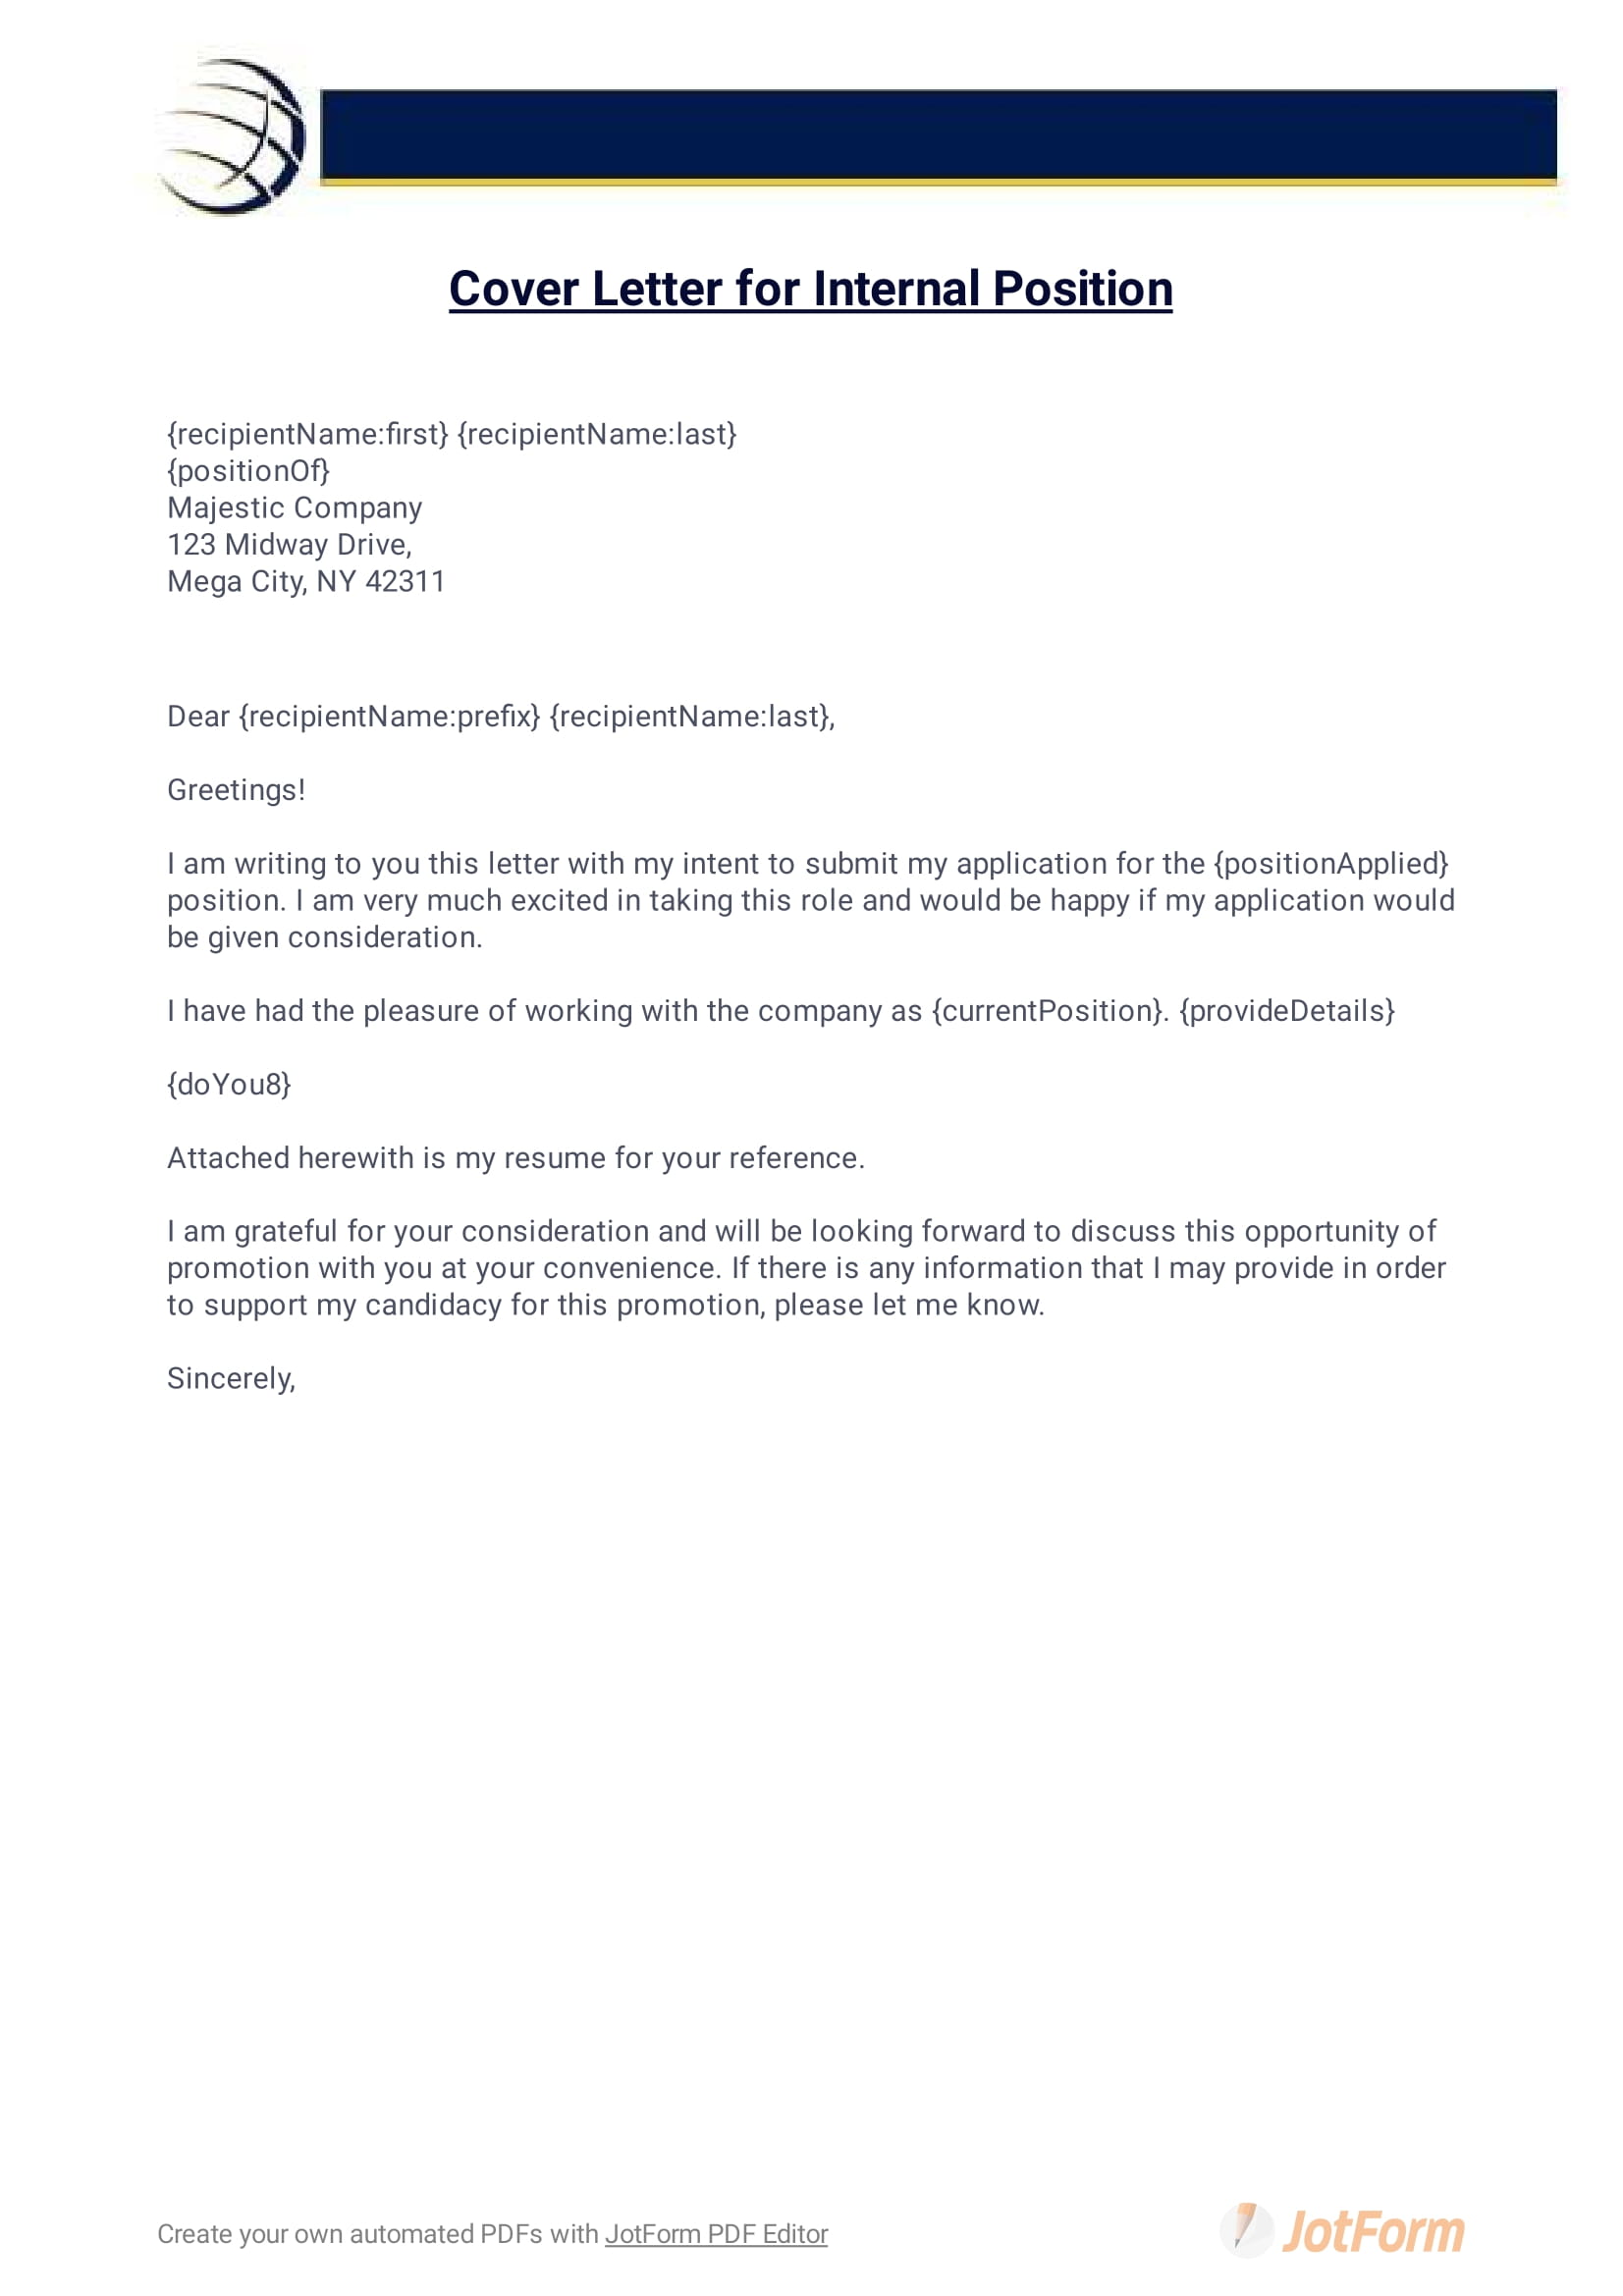 Cover Letter for Internal Position
{recipientName:first} {recipientName:last}
{positionOf}
Majestic Company
123 Midway Drive,
Mega City, NY 42311
Dear {recipientName:prefix} {recipientName:last},
Greetings!
I am writing to you this letter with my intent to submit my application for the {positionApplied}
position. I am very much excited in taking this role and would be happy if my application would
be given consideration.
I have had the pleasure of working with the company as {currentPosition}. {provideDetails}
{doYou8}
Attached herewith is my resume for your reference.
I am grateful for your consideration and will be looking forward to discuss this opportunity of
promotion with you at your convenience. If there is any information that I may provide in order
to support my candidacy for this promotion, please let me know.
Sincerely,
Create your own automated PDFs with JotForm PDF Editor
JotForm